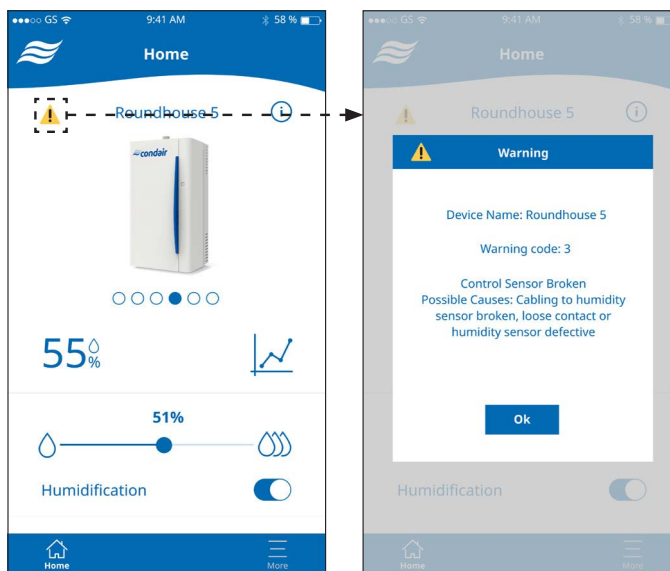 GS 9:41 AM 58 %
Home
Roundhouse 5
condair
55%
51%
Humidification
Home More
GS 9:41 AM 58 %
Home
Roundhouse 5
Warning
Device Name: Roundhouse 5
Warning code: 3
Control Sensor Broken
Possible Causes: Cabling to humidity
sensor broken, loose contact or
humidity sensor defective
Ok
Humidification
Home More